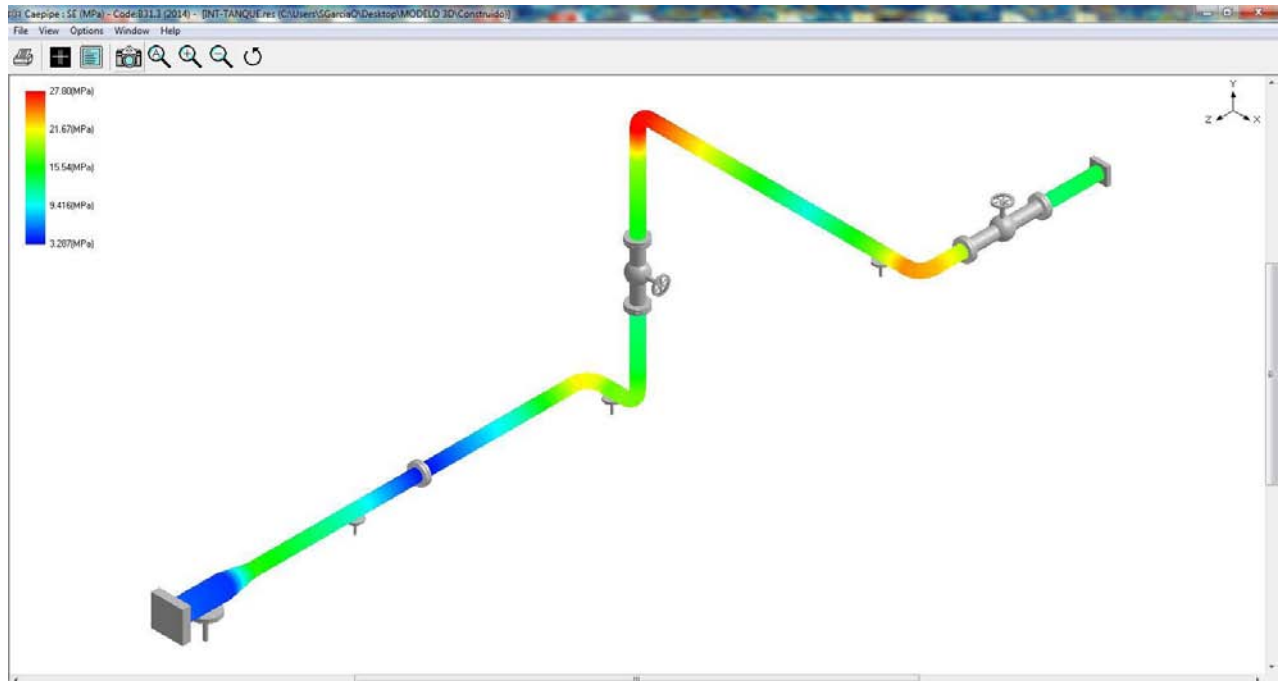 Caepipe : SE (MPa) - Code:B31.3 (2014) - [INT-TANQUE.res (C:\Users\SGarciaO\Desktop\MODELO 3D\Construido)]
File View Options Window Help
27.80(MPa)
21.67(MPa)
15.54(MPa)
9.416(MPa)
3.287(MPa)
Y
Z X